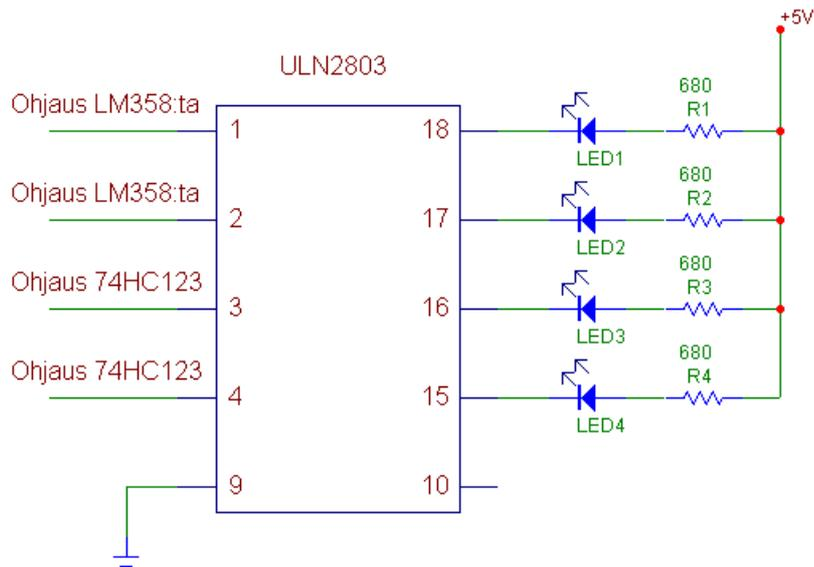 +5V
ULN2803
680
R1
Ohjaus LM358:ta
1
18
LED1
680
R2
Ohjaus LM358:ta
2
17
LED2
680
R3
Ohjaus 74HC123
3
16
LED3
680
R4
Ohjaus 74HC123
4
15
LED4
9
10